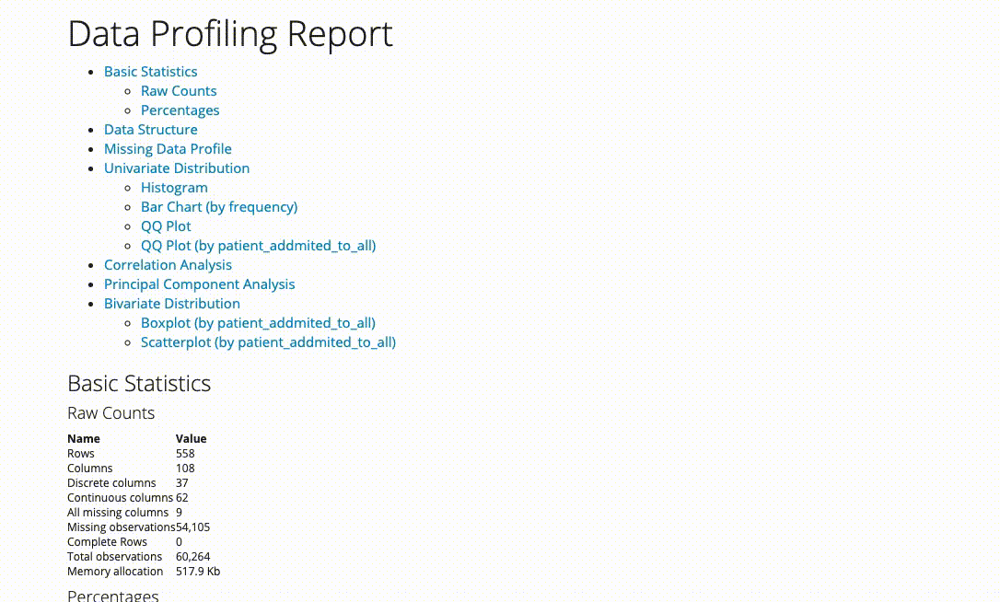 Data Profiling Report
Basic Statistics
Raw Counts
Percentages
Data Structure
Missing Data Profile
Univariate Distribution
Histogram
Bar Chart (by frequency)
QQ Plot
QQ Plot (by patient_addmited_to_all)
Correlation Analysis
Principal Component Analysis
Bivariate Distribution
Boxplot (by patient_addmited_to_all)
Scatterplot (by patient_addmited_to_all)
Basic Statistics
Raw Counts
Name Value
Rows 558
Columns 108
Discrete columns 37
Continuous columns 62
All missing columns 9
Missing observations 54,105
Complete Rows 0
Total observations 60,264
Memory allocation 517.9 Kb
Percentages